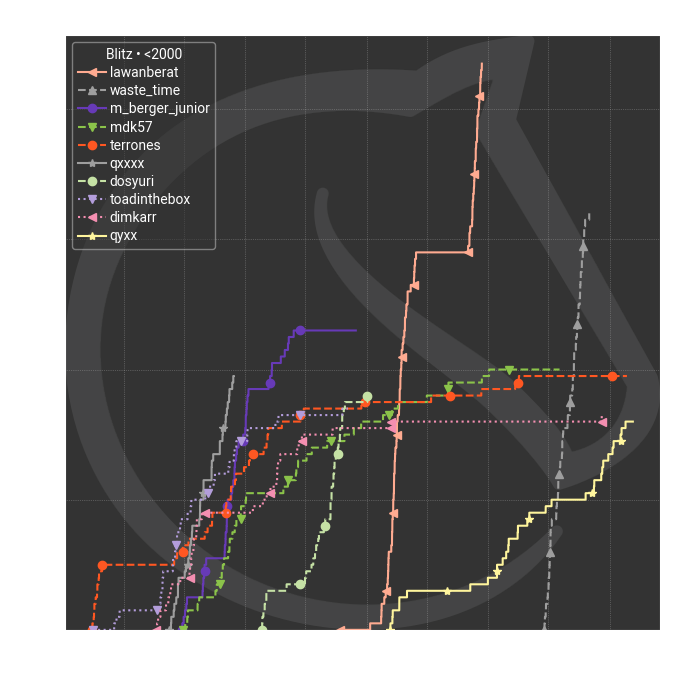 Blitz • <2000
lawanberat
waste_time
m_berger_junior
mdk57
terrones
qxxxx
dosyuri
toadinthebox
dimkarr
qyxx